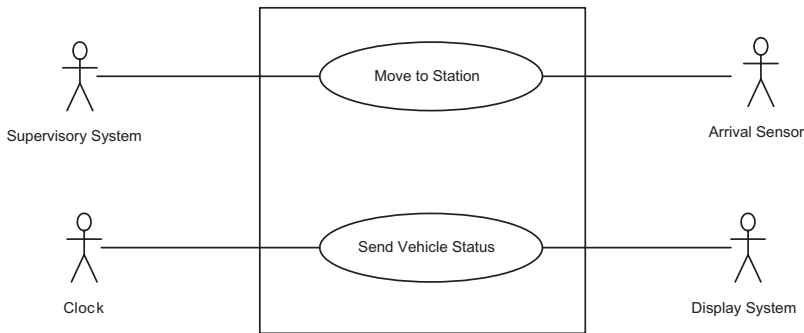 Move to Station
Supervisory System
Arrival Sensor
Send Vehicle Status
Clock
Display System